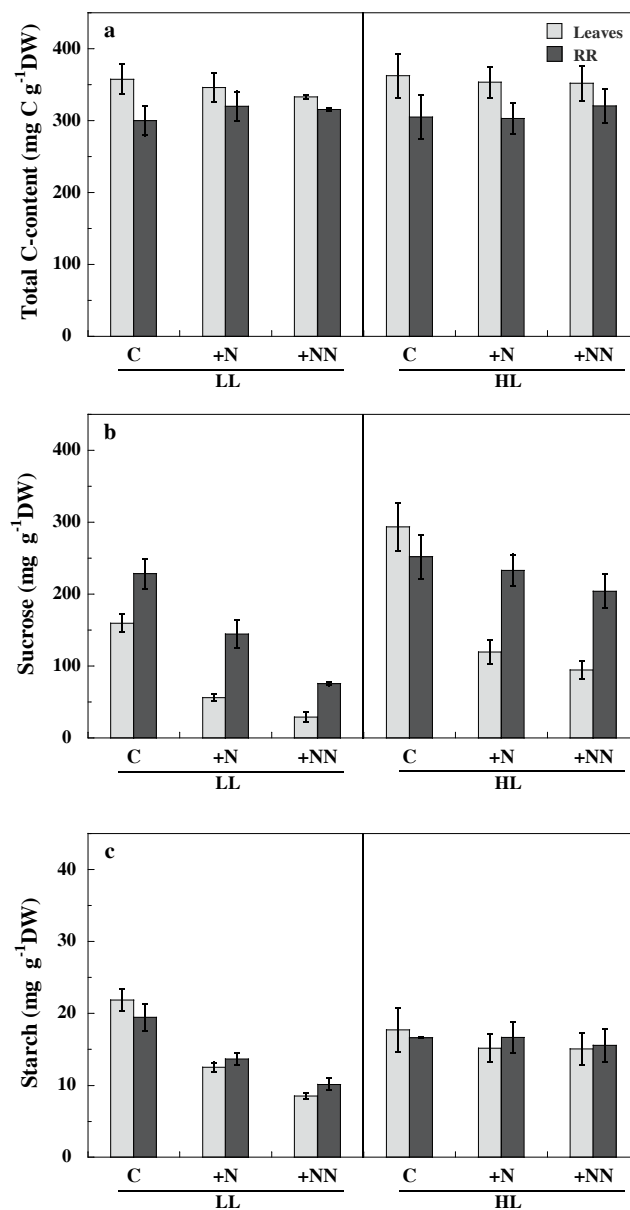 a
Leaves
RR
Total C-content (mg C g-1DW)
400
300
200
100
0
C +N +NN C +N +NN
LL HL
b
Sucrose (mg g-1DW)
400
300
200
100
0
C +N +NN C +N +NN
LL HL
c
Starch (mg g-1DW)
40
30
20
10
0
C +N +NN C +N +NN
LL HL